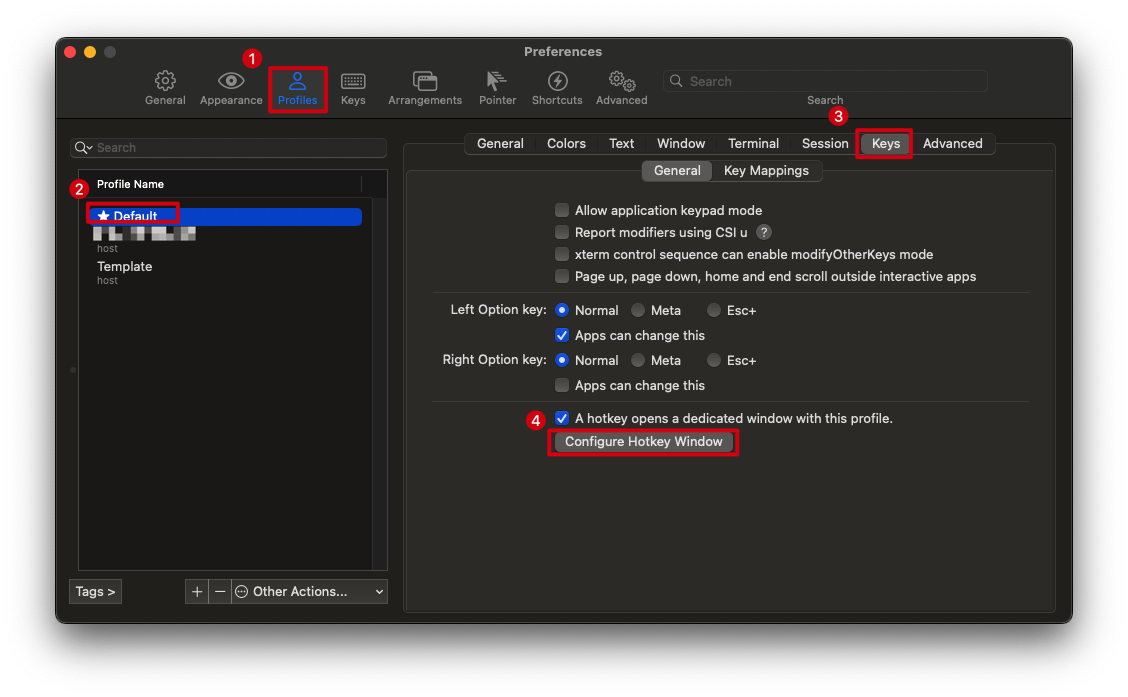 Preferences
1
General Appearance Profiles Keys Arrangements Pointer Shortcuts Advanced Search
Search
3
Search
General Colors Text Window Terminal Session Keys Advanced
General Key Mappings
2
Profile Name
★ Default
host
Template
host
Allow application keypad mode
Report modifiers using CSI u ?
xterm control sequence can enable modifyOtherKeys mode
Page up, page down, home and end scroll outside interactive apps
Left Option key: Normal Meta Esc+
Apps can change this
Right Option key: Normal Meta Esc+
Apps can change this
4
A hotkey opens a dedicated window with this profile.
Configure Hotkey Window
Tags > + − Other Actions...